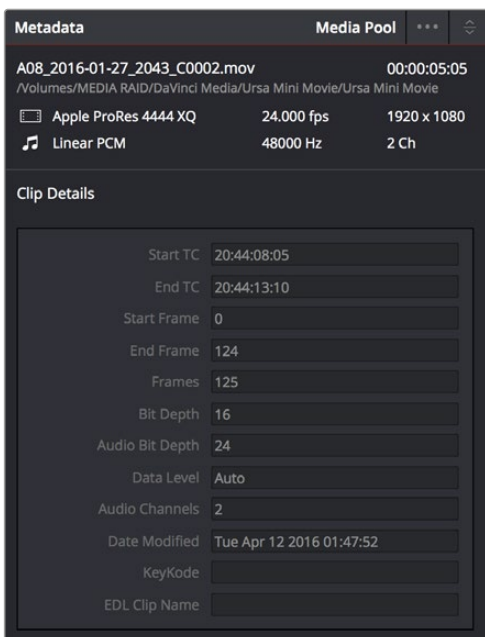 Metadata Media Pool
A08_2016-01-27_2043_C0002.mov 00:00:05:05
/Volumes/MEDIA RAID/DaVinci Media/Ursa Mini Movie/Ursa Mini Movie
Apple ProRes 4444 XQ 24.000 fps 1920 x 1080
Linear PCM 48000 Hz 2 Ch
Clip Details
Start TC 20:44:08:05
End TC 20:44:13:10
Start Frame 0
End Frame 124
Frames 125
Bit Depth 16
Audio Bit Depth 24
Data Level Auto
Audio Channels 2
Date Modified Tue Apr 12 2016 01:47:52
KeyKode
EDL Clip Name